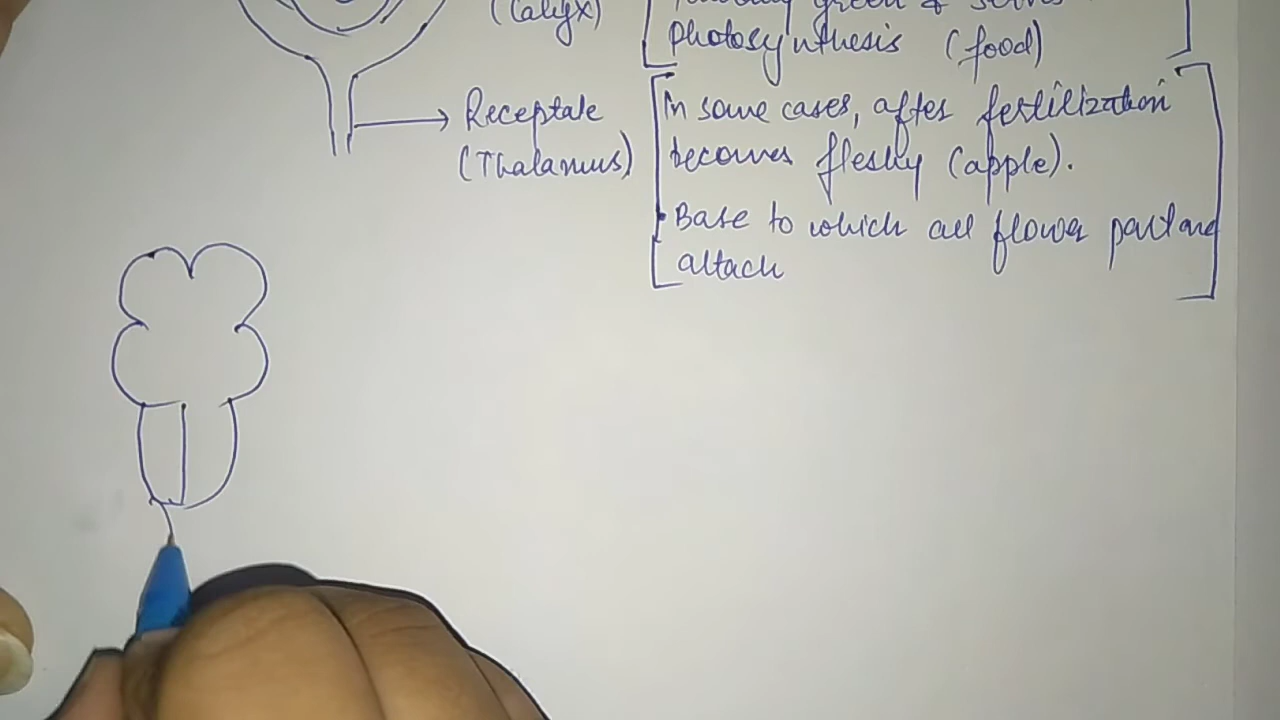 (Calyx)
green &
photosynthesis (food)
Receptale
(Thalamus)
In some cases, after fertilization
becomes fleshy (apple).
• Base to which all flower part are
attach